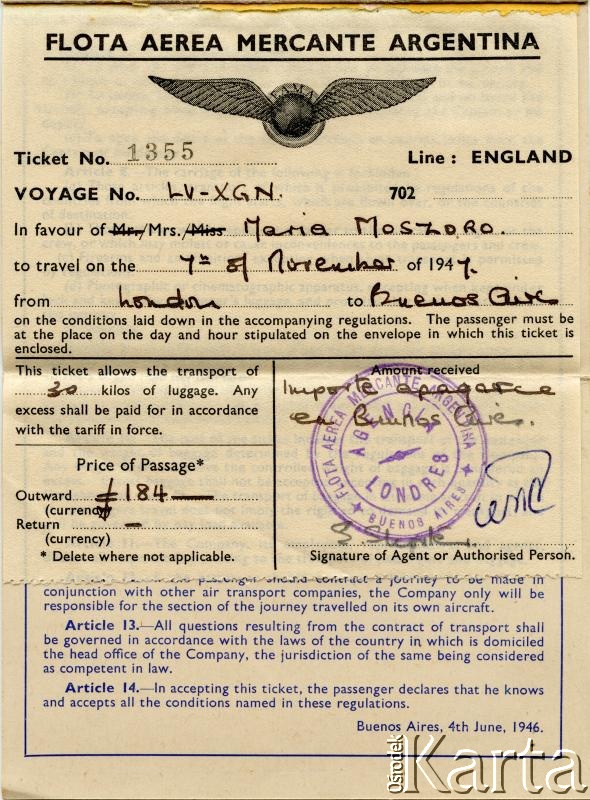 FLOTA AEREA MERCANTE ARGENTINA
FAMA
Ticket No. 1355 Line : ENGLAND
VOYAGE No. LV-XGN. 702
In favour of Mr./Mrs./Miss Maria MOSZORO.
to travel on the 7th of November of 1947.
from London to Buenos Aires
on the conditions laid down in the accompanying regulations. The passenger must be
at the place on the day and hour stipulated on the envelope in which this ticket is
enclosed.
This ticket allows the transport of
30 kilos of luggage. Any
excess shall be paid for in accordance
with the tariff in force.
Price of Passage*
Outward £184 —
(currency)
Return –
(currency)
* Delete where not applicable.
Amount received
Importe a pagarse
en Buenos Aires.
FLOTA AEREA MERCANTE ARGENTINA
AGENCIA
LONDRES
BUENOS AIRES
Signature of Agent or Authorised Person.
the passenger should contract a journey to be made in
conjunction with other air transport companies, the Company only will be
responsible for the section of the journey travelled on its own aircraft.
Article 13.—All questions resulting from the contract of transport shall
be governed in accordance with the laws of the country in which is domiciled
the head office of the Company, the jurisdiction of the same being considered
as competent in law.
Article 14.—In accepting this ticket, the passenger declares that he knows
and accepts all the conditions named in these regulations.
Buenos Aires, 4th June, 1946.
Ośrodek Karta